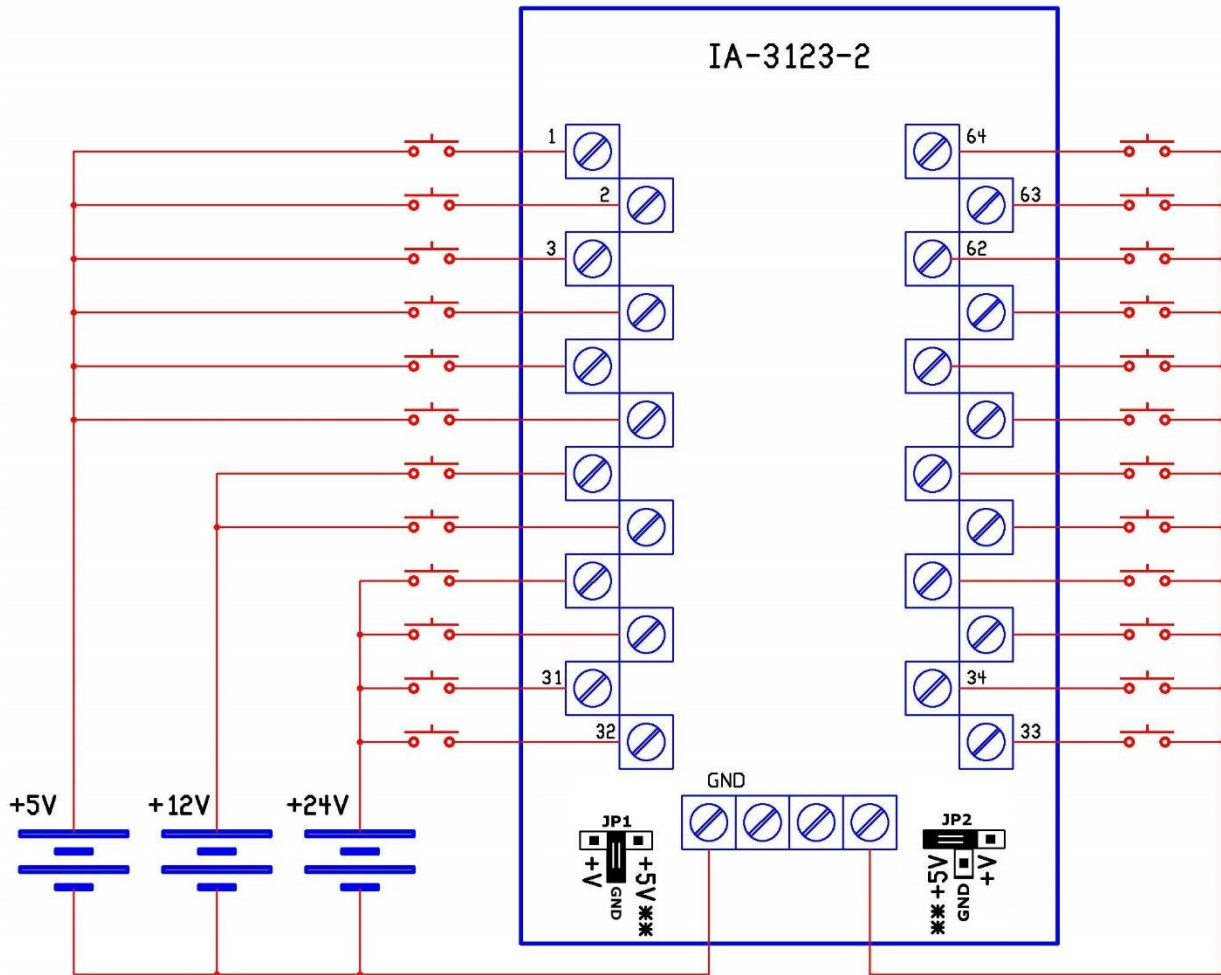 IA-3123-2
1
64
2
63
3
62
31
34
32
33
GND
+5V
+12V
+24V
JP1
+V
GND
+5V **
JP2
** +5V
GND
+V